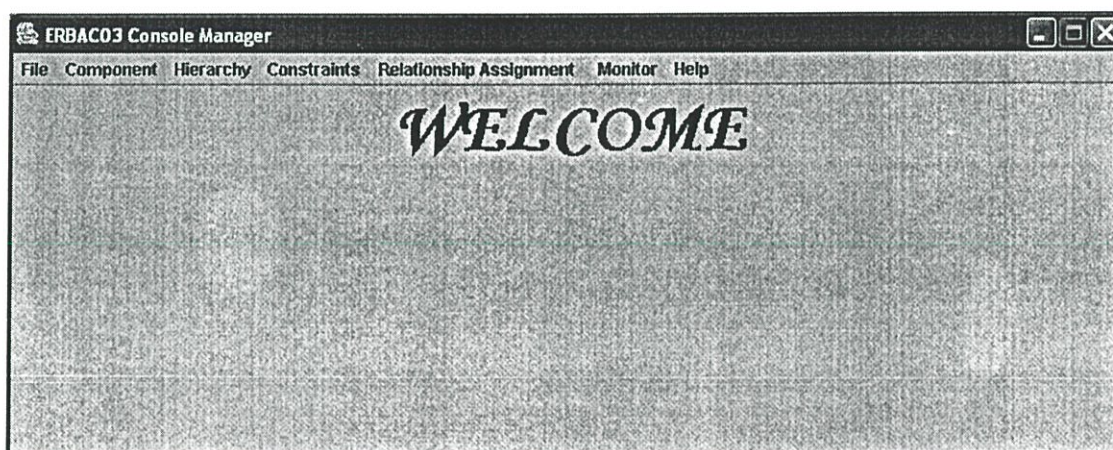 ERBAC03 Console Manager
File Component Hierarchy Constraints Relationship Assignment Monitor Help
WELCOME